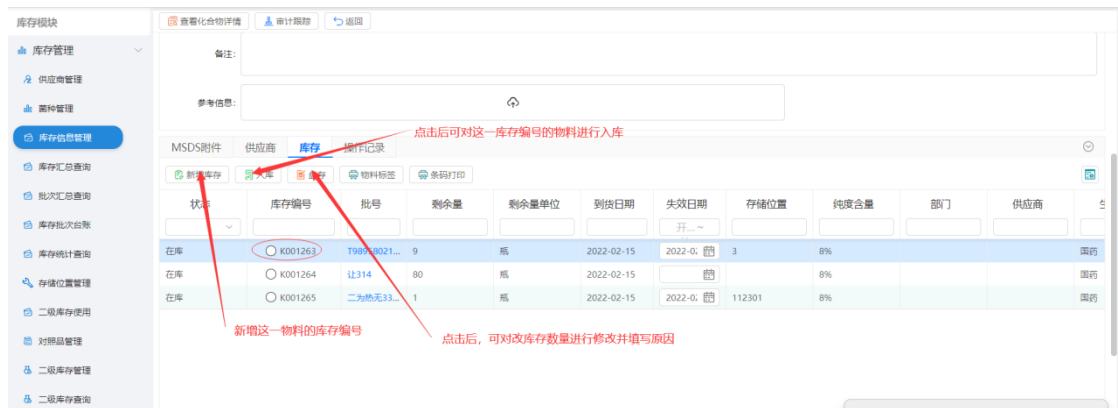 库存模块
查看化合物详情 审计跟踪 返回
库存管理
供应商管理
菌种管理
库存信息管理
库存汇总查询
批次汇总查询
库存批次台账
库存统计查询
存储位置管理
二级库存使用
对照品管理
二级库存管理
二级库存查询
备注:
参考信息:
点击后可对这一库存编号的物料进行入库
MSDS附件 供应商 库存 操作记录
新增库存 入库 物料标签 条码打印
状态 库存编号 批号 剩余量 剩余量单位 到货日期 失效日期 存储位置 纯度含量 部门 供应商
开... ~
在库 K001263 9 瓶 2022-02-15 3 8% 国药
在库 K001264 让314 80 瓶 2022-02-15 8% 国药
在库 K001265 二为热无33... 1 瓶 2022-02-15 112301 8% 国药
新增这一物料的库存编号
点击后，可对改库存数量进行修改并填写原因